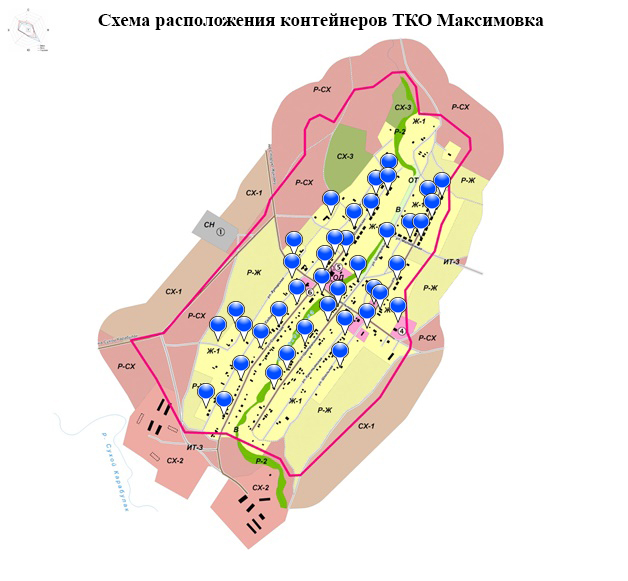 Схема расположения контейнеров ТКО Максимовка
Р-СХ
СХ-3
Р-СХ
Ж-1
Р-2
СХ-3
Р-СХ
ОТ
Р-Ж
СХ-1
Ж-1
В
СН 1
Ж-
ИТ-3
Р-Ж
5
ОД
6
Р-Ж
СХ-1
Р-СХ
4
Р-СХ
Ж-1
Р-СХ
Р-Ж
Ж-1
Р-Ж
СХ-1
В
р. Сухой Карабулак
ИТ-3
СХ-2
Р-2
СХ-2